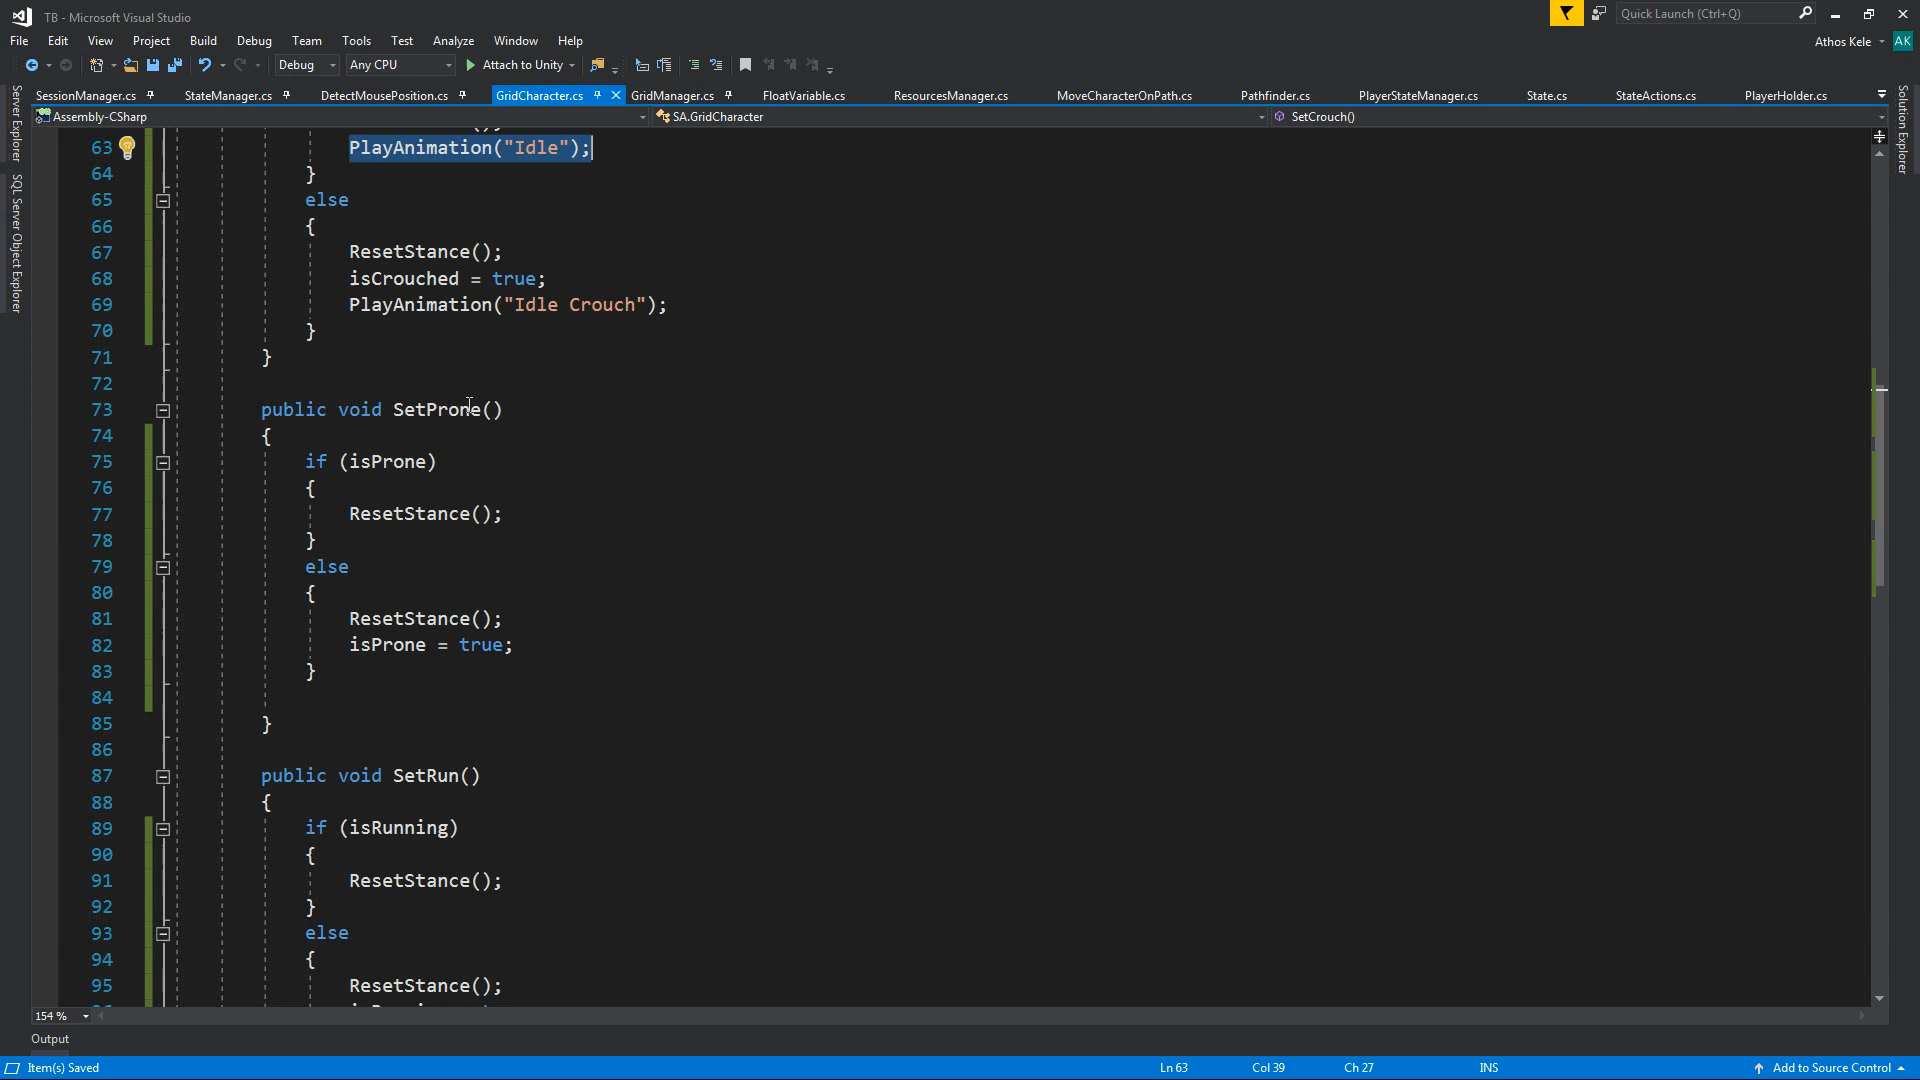 TB - Microsoft Visual Studio
Quick Launch (Ctrl+Q)
File Edit View Project Build Debug Team Tools Test Analyze Window Help
Athos Kele AK
Debug Any CPU Attach to Unity
SessionManager.cs StateManager.cs DetectMousePosition.cs GridCharacter.cs GridManager.cs FloatVariable.cs ResourcesManager.cs MoveCharacterOnPath.cs Pathfinder.cs PlayerStateManager.cs State.cs StateActions.cs PlayerHolder.cs
Assembly-CSharp SA.GridCharacter SetCrouch()
Server Explorer
SQL Server Object Explorer
Solution Explorer
63 PlayAnimation("Idle");
64 }
65 else
66 {
67 ResetStance();
68 isCrouched = true;
69 PlayAnimation("Idle Crouch");
70 }
71 }
72
73 public void SetProne()
74 {
75 if (isProne)
76 {
77 ResetStance();
78 }
79 else
80 {
81 ResetStance();
82 isProne = true;
83 }
84
85 }
86
87 public void SetRun()
88 {
89 if (isRunning)
90 {
91 ResetStance();
92 }
93 else
94 {
95 ResetStance();
154 %
Output
Item(s) Saved Ln 63 Col 39 Ch 27 INS Add to Source Control